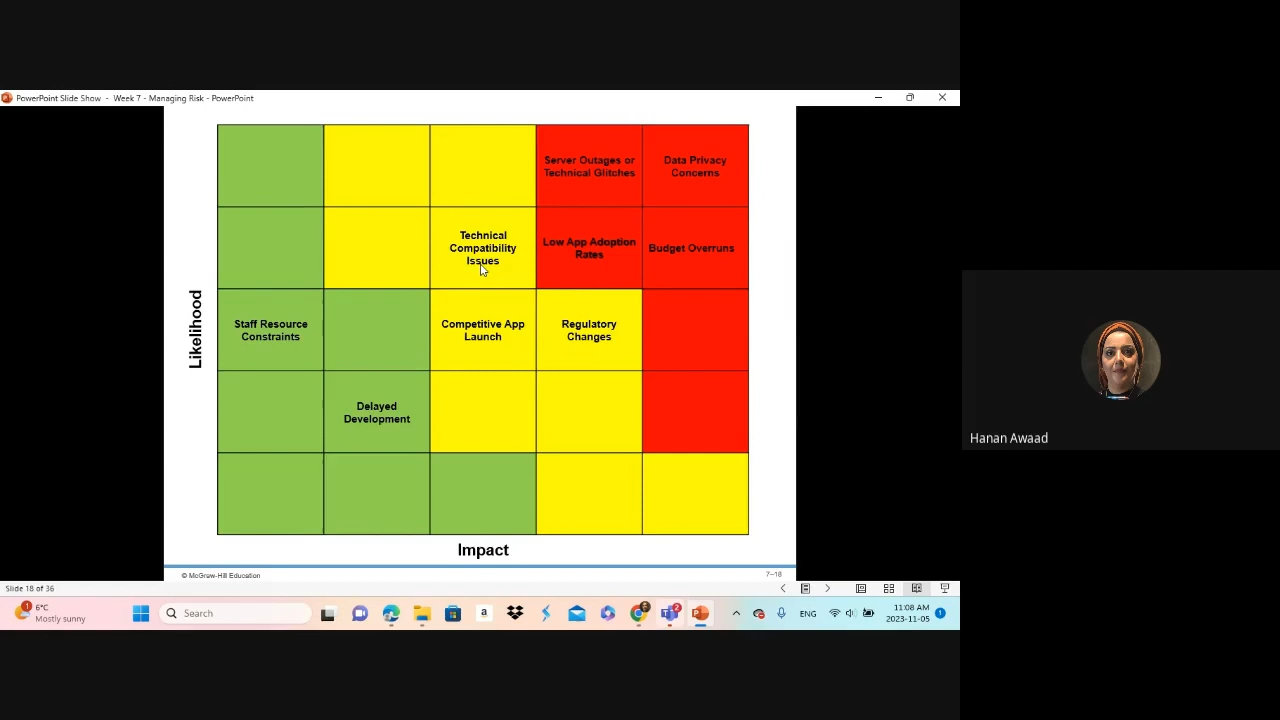 PowerPoint Slide Show - Week 7 - Managing Risk - PowerPoint
Server Outages or
Technical Glitches
Data Privacy
Concerns
Technical
Compatibility
Issues
Low App Adoption
Rates
Budget Overruns
Likelihood
Staff Resource
Constraints
Competitive App
Launch
Regulatory
Changes
Delayed
Development
Impact
© McGraw-Hill Education
7–18
Slide 18 of 36
Hanan Awaad
1
6°C
Mostly sunny
Search
a
2
ENG
11:08 AM
2023-11-05
1